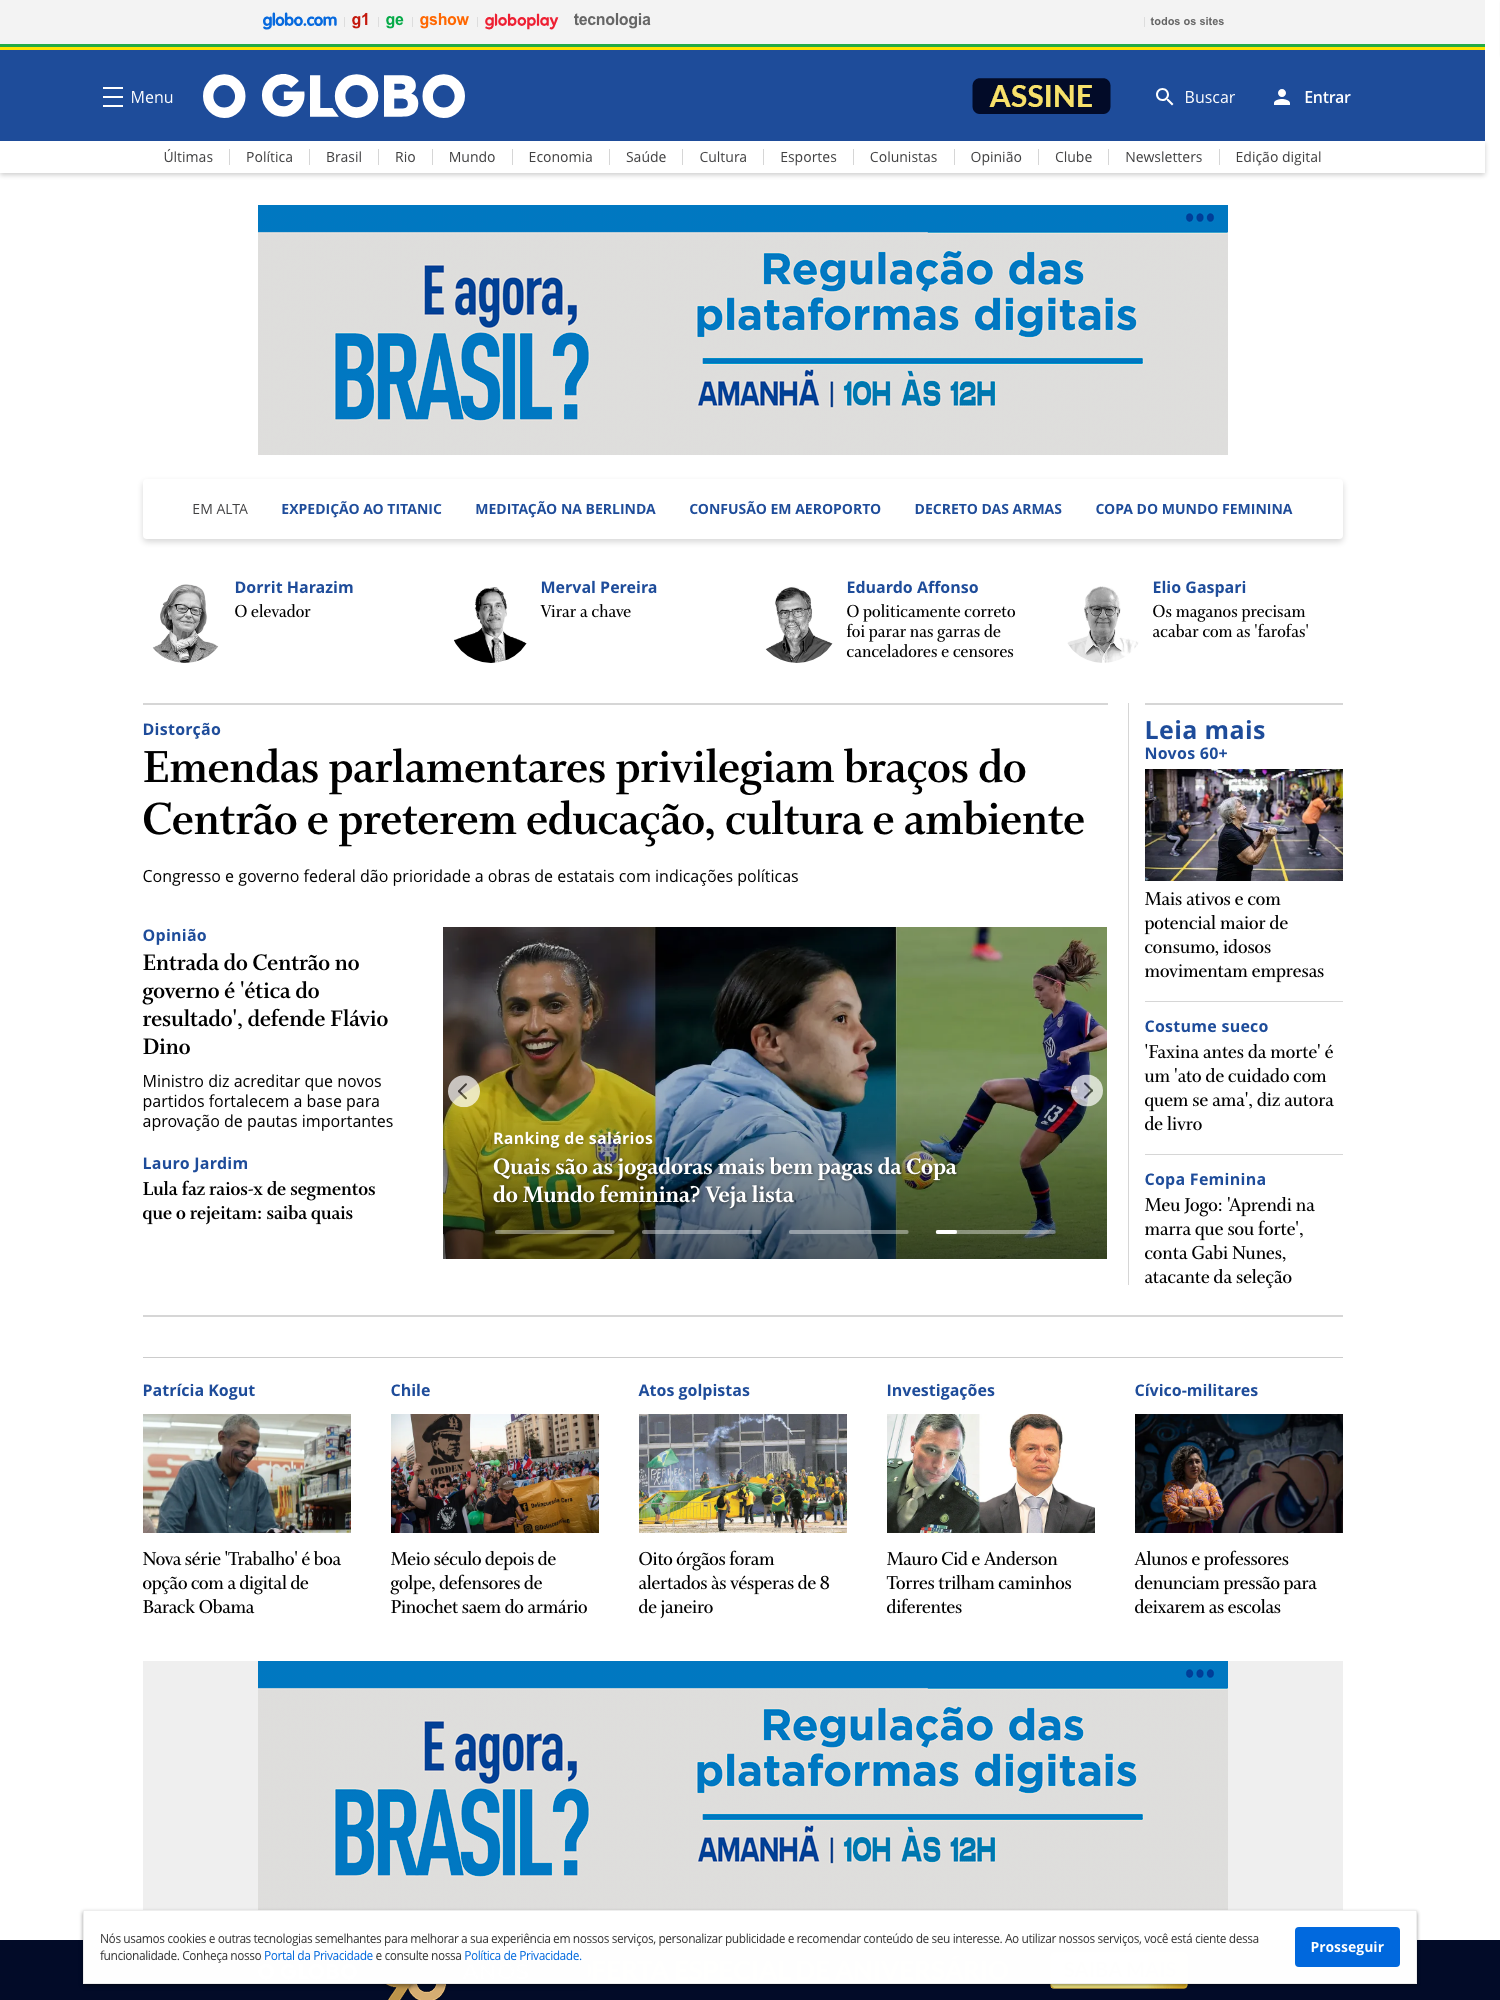 globo.com g1 ge gshow globoplay tecnologia todos os sites
Menu O GLOBO ASSINE Buscar Entrar
Últimas Política Brasil Rio Mundo Economia Saúde Cultura Esportes Colunistas Opinião Clube Newsletters Edição digital
E agora,
BRASIL?
Regulação das
plataformas digitais
AMANHÃ | 10H ÀS 12H
EM ALTA EXPEDIÇÃO AO TITANIC MEDITAÇÃO NA BERLINDA CONFUSÃO EM AEROPORTO DECRETO DAS ARMAS COPA DO MUNDO FEMININA
Dorrit Harazim
O elevador
Merval Pereira
Virar a chave
Eduardo Affonso
O politicamente correto
foi parar nas garras de
canceladores e censores
Elio Gaspari
Os maganos precisam
acabar com as 'farofas'
Distorção
Emendas parlamentares privilegiam braços do
Centrão e preterem educação, cultura e ambiente
Congresso e governo federal dão prioridade a obras de estatais com indicações políticas
Opinião
Entrada do Centrão no
governo é 'ética do
resultado', defende Flávio
Dino
Ministro diz acreditar que novos
partidos fortalecem a base para
aprovação de pautas importantes
Lauro Jardim
Lula faz raios-x de segmentos
que o rejeitam: saiba quais
10
13
Ranking de salários
Quais são as jogadoras mais bem pagas da Copa
do Mundo feminina? Veja lista
Leia mais
Novos 60+
Mais ativos e com
potencial maior de
consumo, idosos
movimentam empresas
Costume sueco
'Faxina antes da morte' é
um 'ato de cuidado com
quem se ama', diz autora
de livro
Copa Feminina
Meu Jogo: 'Aprendi na
marra que sou forte',
conta Gabi Nunes,
atacante da seleção
Patrícia Kogut
Nova série 'Trabalho' é boa
opção com a digital de
Barack Obama
Chile
ORDEN
Meio século depois de
golpe, defensores de
Pinochet saem do armário
Atos golpistas
Oito órgãos foram
alertados às vésperas de 8
de janeiro
Investigações
Mauro Cid e Anderson
Torres trilham caminhos
diferentes
Cívico-militares
Alunos e professores
denunciam pressão para
deixarem as escolas
E agora,
BRASIL?
Regulação das
plataformas digitais
AMANHÃ | 10H ÀS 12H
Nós usamos cookies e outras tecnologias semelhantes para melhorar a sua experiência em nossos serviços, personalizar publicidade e recomendar conteúdo de seu interesse. Ao utilizar nossos serviços, você está ciente dessa
funcionalidade. Conheça nosso Portal da Privacidade e consulte nossa Política de Privacidade.
Prosseguir